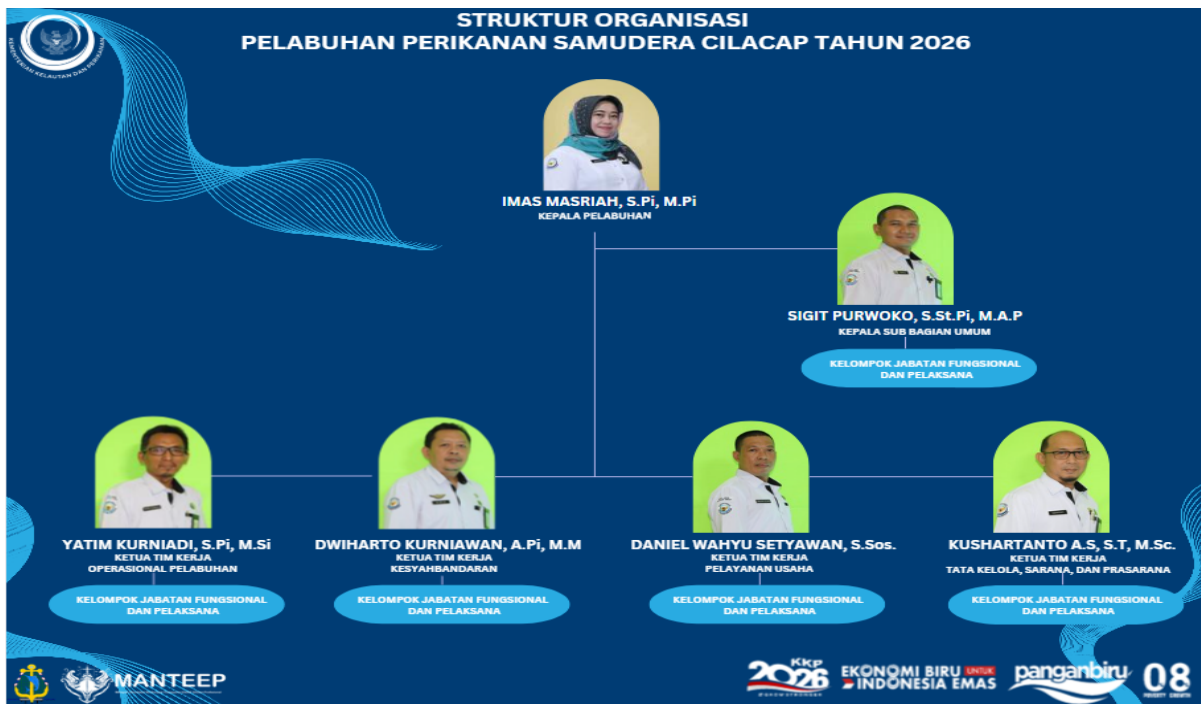 STRUKTUR ORGANISASI
PELABUHAN PERIKANAN SAMUDERA CILACAP TAHUN 2026
KEMENTERIAN KELAUTAN DAN PERIKANAN
IMAS MASRIAH, S.Pi, M.Pi
KEPALA PELABUHAN
SIGIT PURWOKO, S.St.Pi, M.A.P
KEPALA SUB BAGIAN UMUM
KELOMPOK JABATAN FUNGSIONAL
DAN PELAKSANA
YATIM KURNIADI, S.Pi, M.Si
KETUA TIM KERJA
OPERASIONAL PELABUHAN
KELOMPOK JABATAN FUNGSIONAL
DAN PELAKSANA
DWIHARTO KURNIAWAN, A.Pi, M.M
KETUA TIM KERJA
KESYAHBANDARAN
KELOMPOK JABATAN FUNGSIONAL
DAN PELAKSANA
DANIEL WAHYU SETYAWAN, S.Sos.
KETUA TIM KERJA
PELAYANAN USAHA
KELOMPOK JABATAN FUNGSIONAL
DAN PELAKSANA
KUSHARTANTO A.S, S.T, M.Sc.
KETUA TIM KERJA
TATA KELOLA, SARANA, DAN PRASARANA
KELOMPOK JABATAN FUNGSIONAL
DAN PELAKSANA
MANTEEP
KKP
2026
EKONOMI BIRU UNTUK
INDONESIA EMAS
panganbiru
08